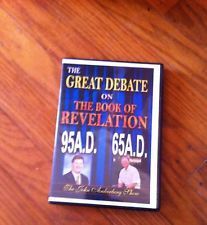 THE
GREAT DEBATE
ON
THE BOOK OF
REVELATION
95A.D. 65A.D.
The John Ankerberg Show